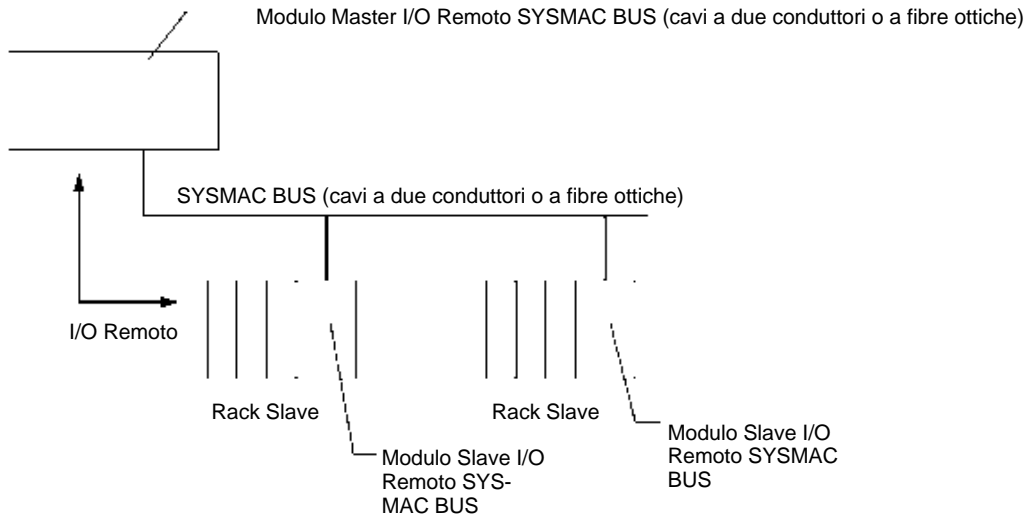 Modulo Master I/O Remoto SYSMAC BUS (cavi a due conduttori o a fibre ottiche)
SYSMAC BUS (cavi a due conduttori o a fibre ottiche)
I/O Remoto
Rack Slave
Rack Slave
Modulo Slave I/O
Remoto SYS-
MAC BUS
Modulo Slave I/O
Remoto SYSMAC
BUS